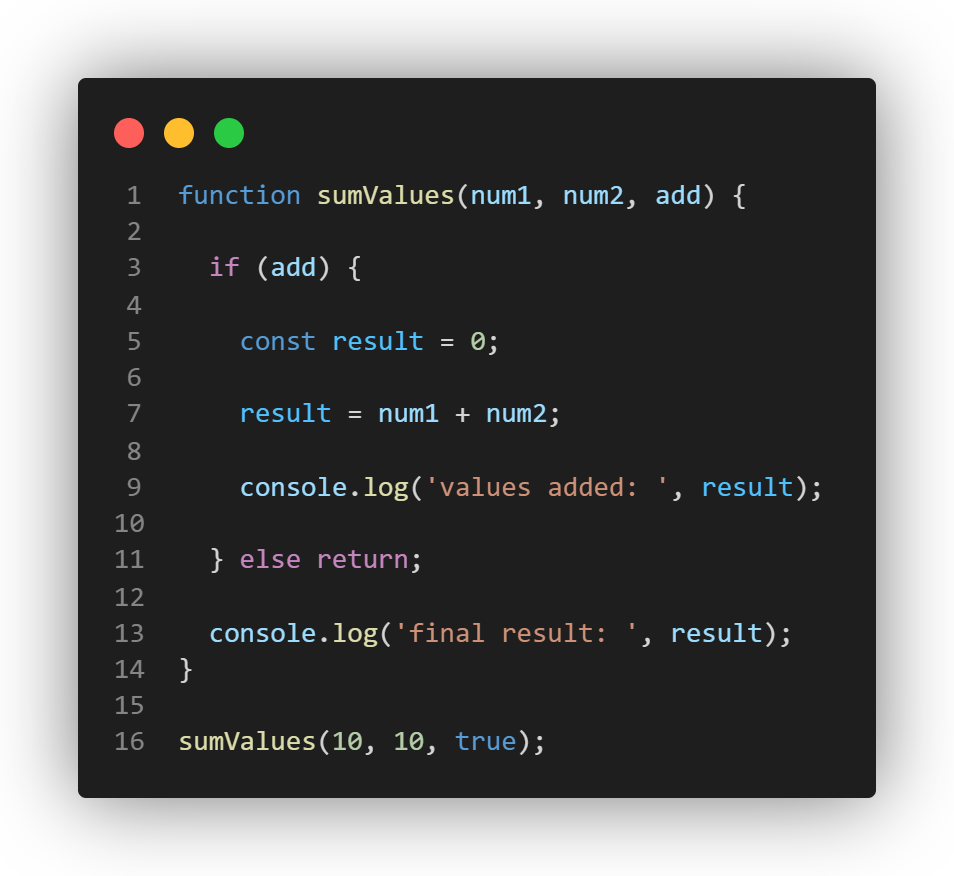 1 function sumValues(num1, num2, add) {
2
3   if (add) {
4
5     const result = 0;
6
7     result = num1 + num2;
8
9     console.log('values added: ', result);
10
11   } else return;
12
13   console.log('final result: ', result);
14 }
15
16 sumValues(10, 10, true);